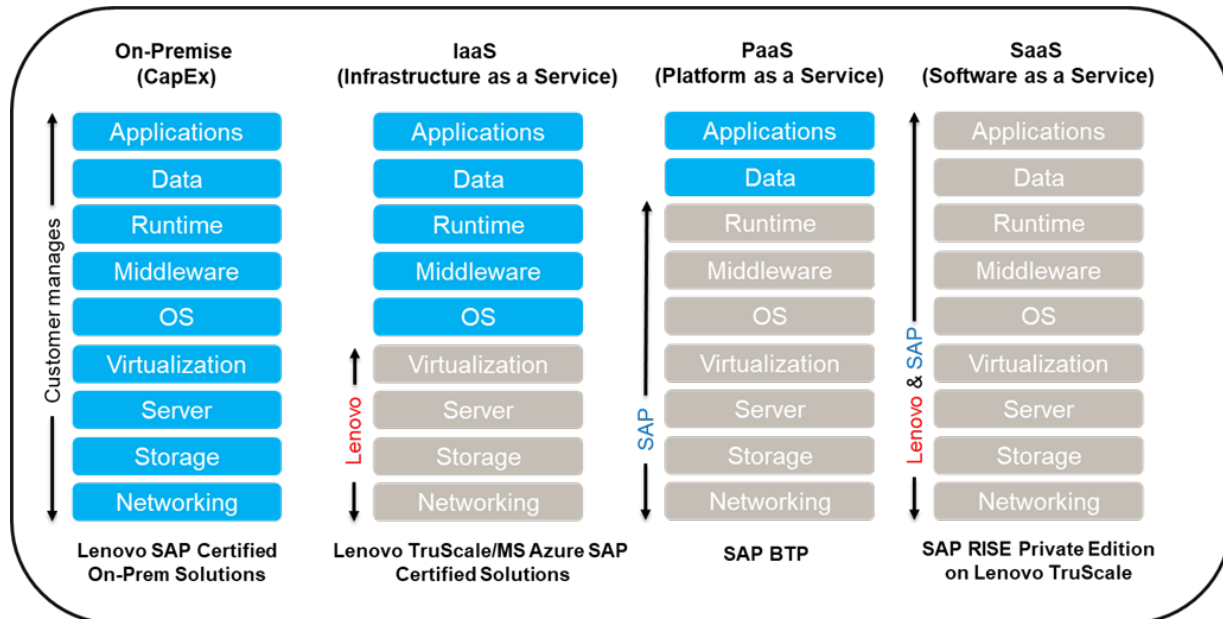 On-Premise
(CapEx)
Customer manages
Applications
Data
Runtime
Middleware
OS
Virtualization
Server
Storage
Networking
Lenovo SAP Certified
On-Prem Solutions
IaaS
(Infrastructure as a Service)
Applications
Data
Runtime
Middleware
OS
Lenovo
Virtualization
Server
Storage
Networking
Lenovo TruScale/MS Azure SAP
Certified Solutions
PaaS
(Platform as a Service)
Applications
Data
SAP
Runtime
Middleware
OS
Virtualization
Server
Storage
Networking
SAP BTP
SaaS
(Software as a Service)
Lenovo & SAP
Applications
Data
Runtime
Middleware
OS
Virtualization
Server
Storage
Networking
SAP RISE Private Edition
on Lenovo TruScale